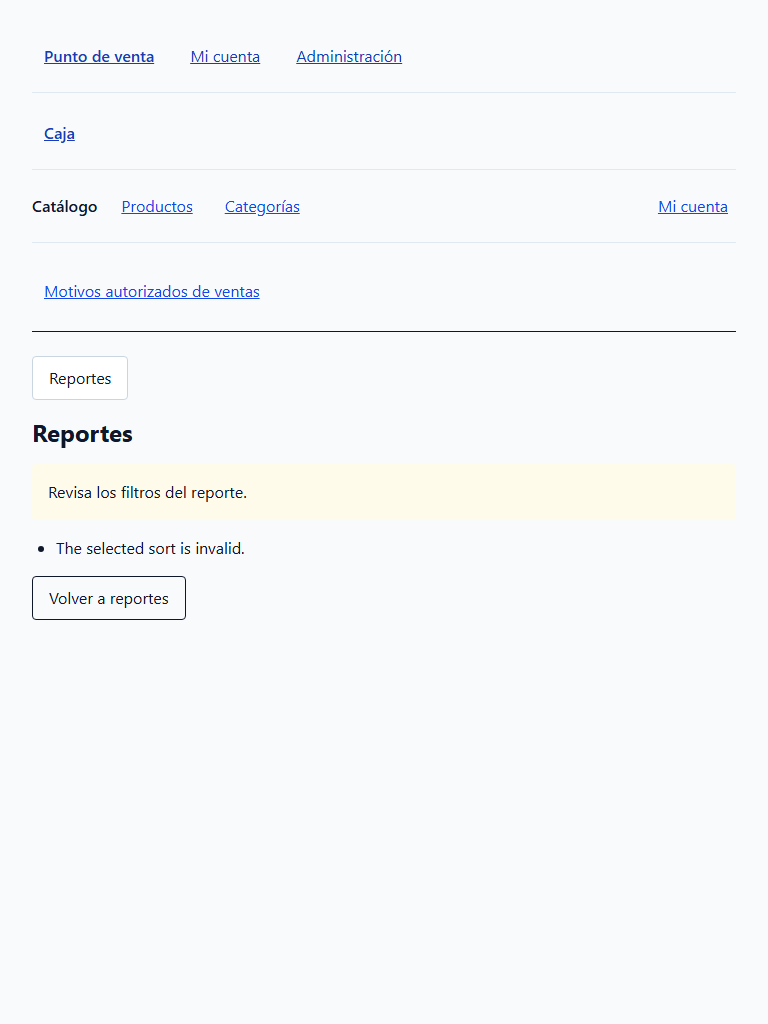 Punto de venta Mi cuenta Administración
Caja
Catálogo Productos Categorías Mi cuenta
Motivos autorizados de ventas
Reportes
Reportes
Revisa los filtros del reporte.
The selected sort is invalid.
Volver a reportes